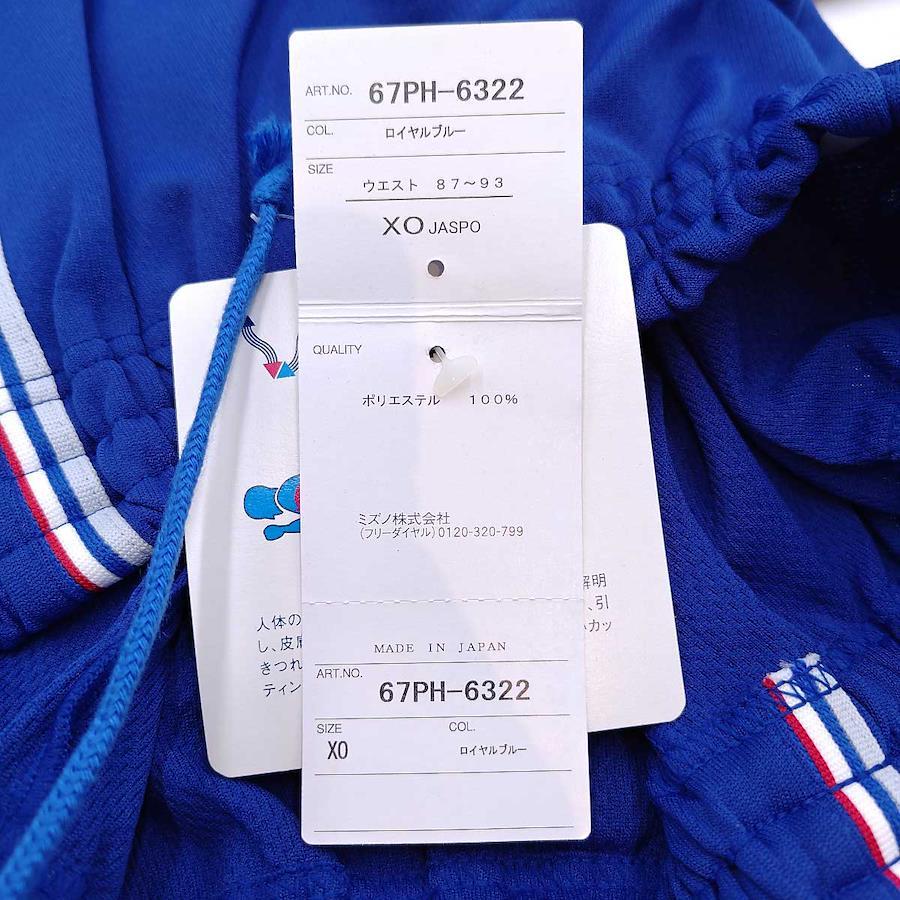 ART.NO. 67PH-6322
COL. ロイヤルブルー
SIZE
ウエスト 87~93
XO JASPO
QUALITY
ポリエステル 100%
ミズノ株式会社
(フリーダイヤル)0120-320-799
MADE IN JAPAN
ART.NO.
67PH-6322
SIZE COL.
XO ロイヤルブルー
人体の
し、皮膚
きつれ
ティン
解明
、引
カッ